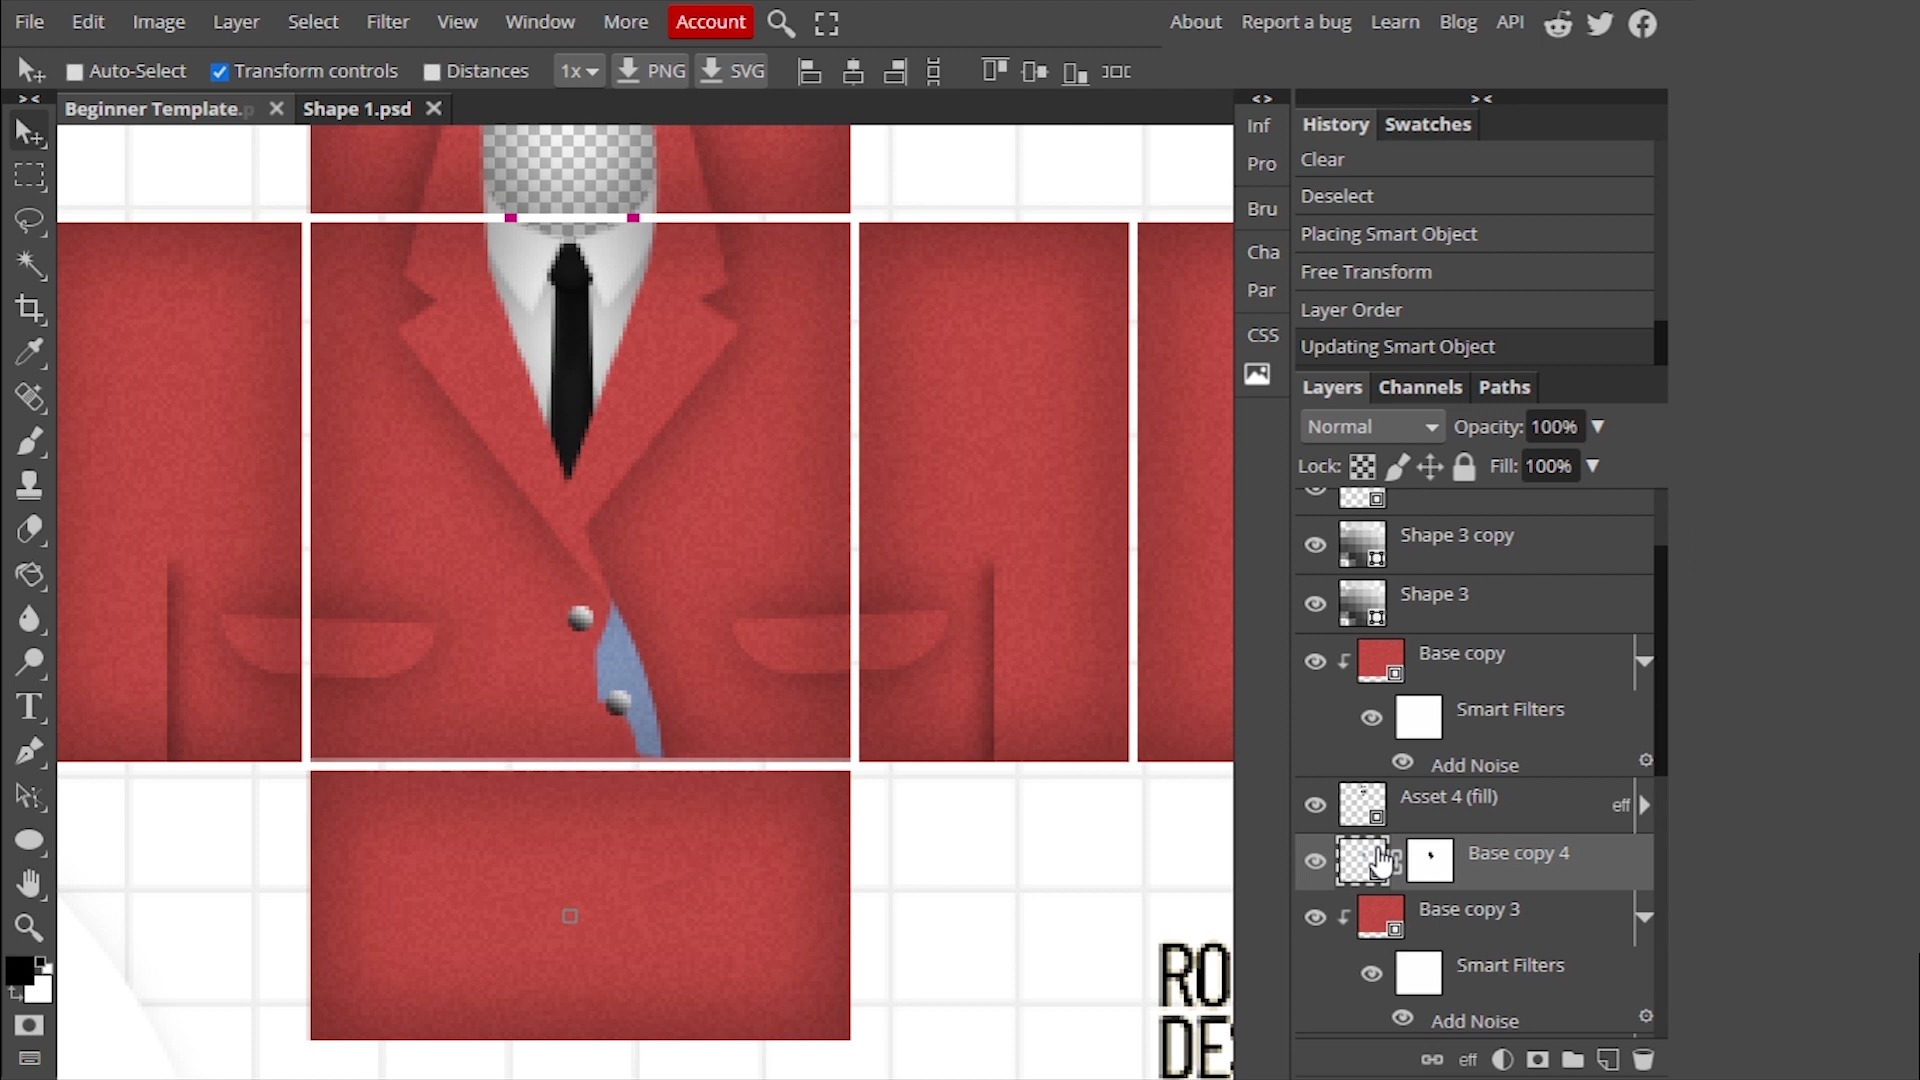 File Edit Image Layer Select Filter View Window More Account About Report a bug Learn Blog API
Auto-Select Transform controls Distances 1x PNG SVG
Beginner Template.p Shape 1.psd
Inf
Pro
Bru
Cha
Par
CSS
History Swatches
Clear
Deselect
Placing Smart Object
Free Transform
Layer Order
Updating Smart Object
Layers Channels Paths
Normal Opacity: 100%
Lock: Fill: 100%
Shape 3 copy
Shape 3
Base copy
Smart Filters
Add Noise
Asset 4 (fill) eff
Base copy 4
Base copy 3
Smart Filters
Add Noise
eff
RO
DE